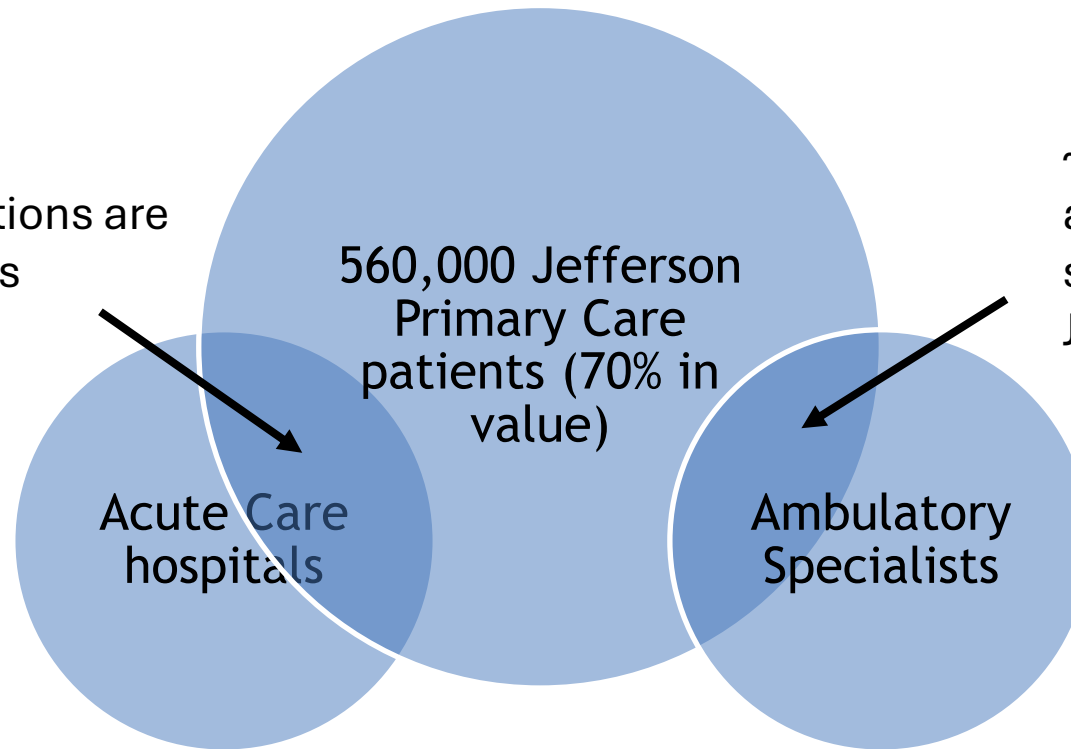 tions are
s
560,000 Jefferson
Primary Care
patients (70% in
value)
a
s
J
Acute Care
hospitals
Ambulatory
Specialists